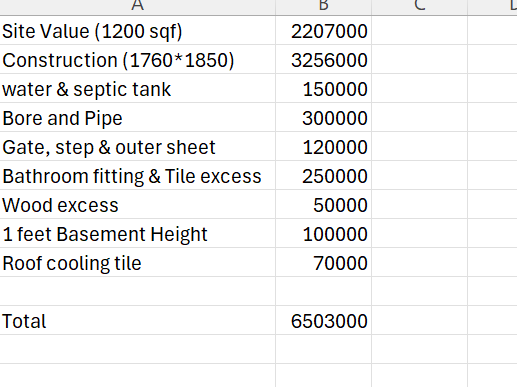 A B C
Site Value (1200 sqf) 2207000
Construction (1760*1850) 3256000
water & septic tank 150000
Bore and Pipe 300000
Gate, step & outer sheet 120000
Bathroom fitting & Tile excess 250000
Wood excess 50000
1 feet Basement Height 100000
Roof cooling tile 70000
Total 6503000